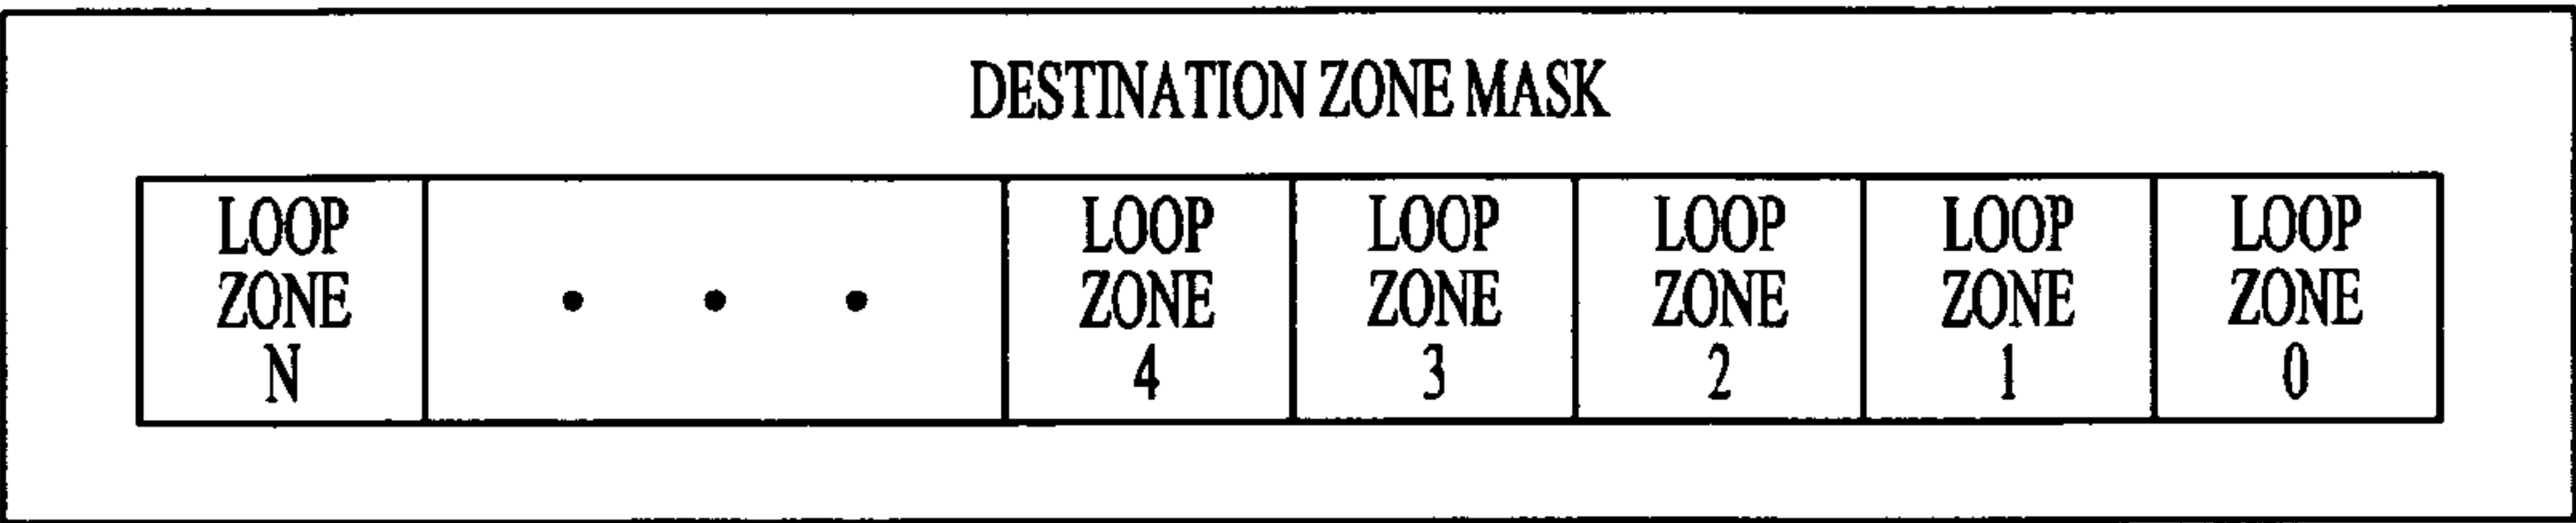 DESTINATION ZONE MASK
LOOP
ZONE
N
• • •
LOOP
ZONE
4
LOOP
ZONE
3
LOOP
ZONE
2
LOOP
ZONE
1
LOOP
ZONE
0